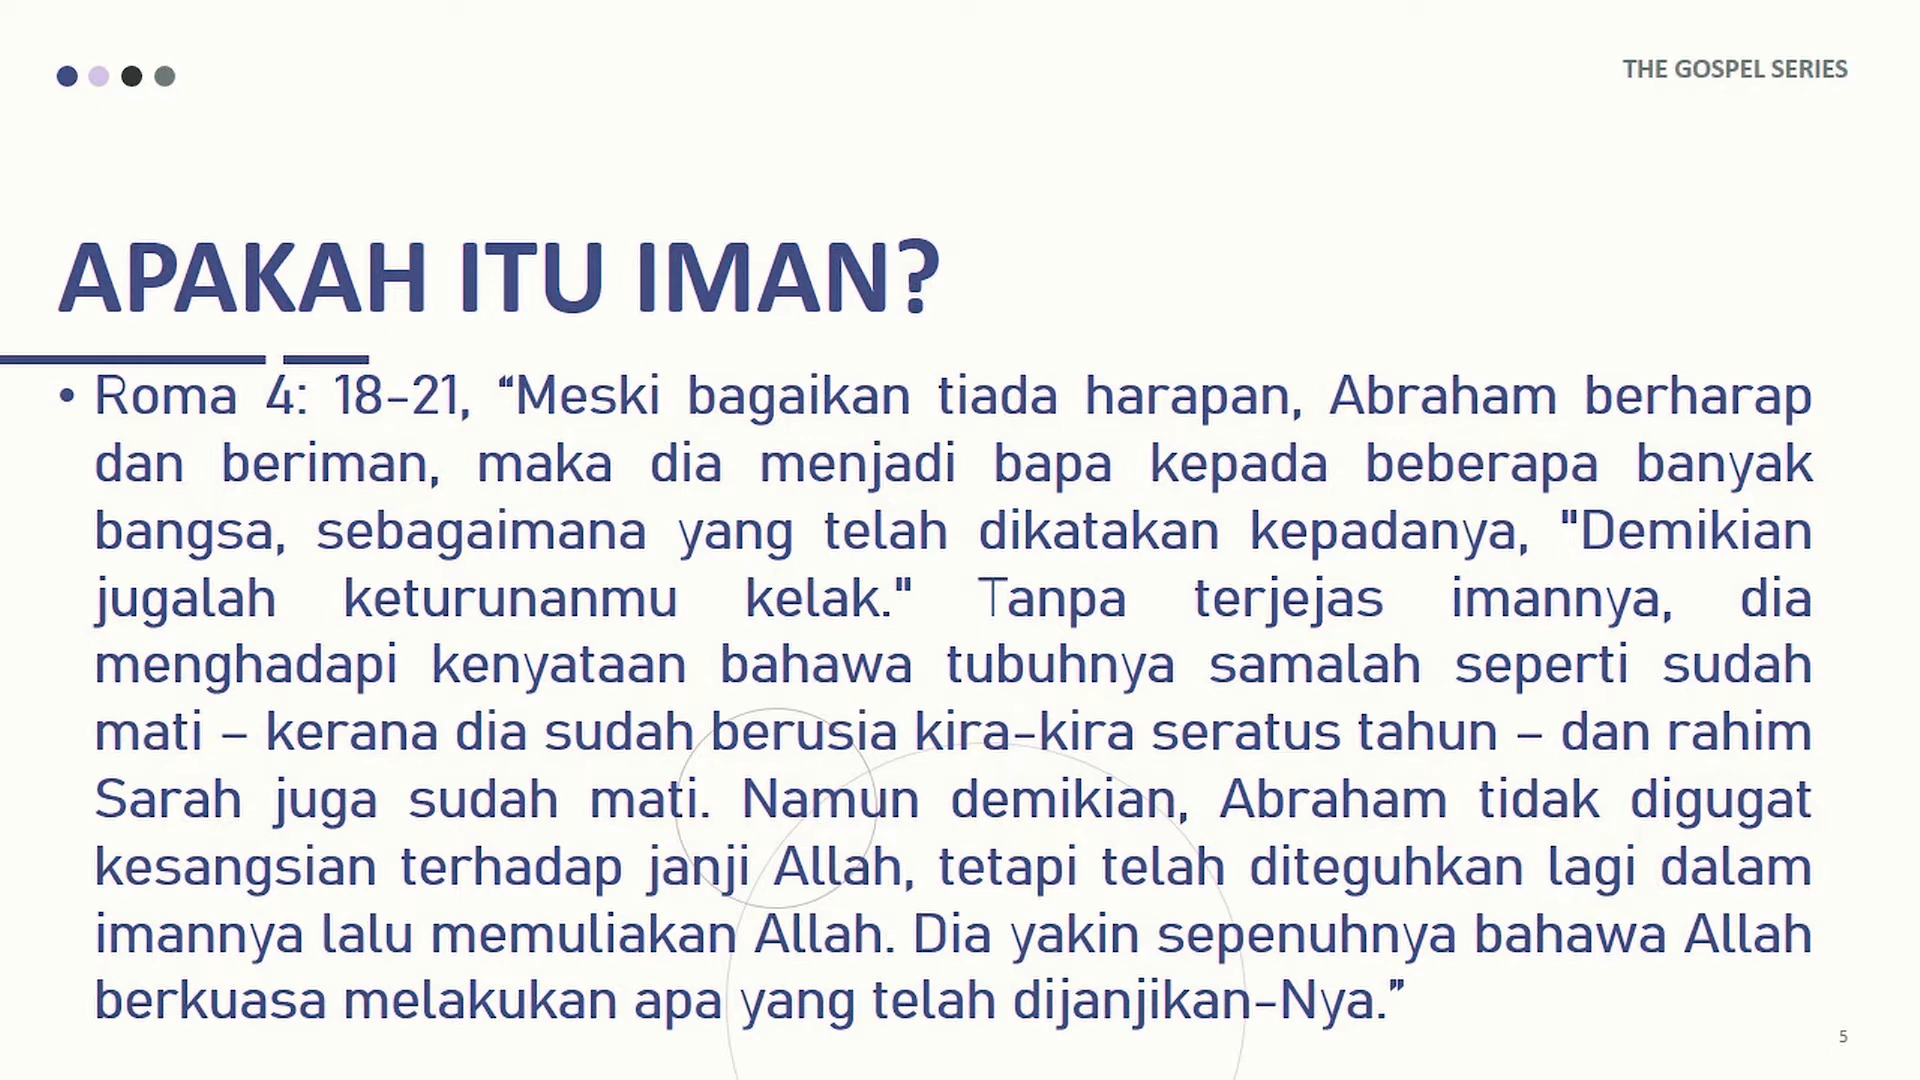 THE GOSPEL SERIES
APAKAH ITU IMAN?
• Roma 4: 18-21, “Meski bagaikan tiada harapan, Abraham berharap
dan beriman, maka dia menjadi bapa kepada beberapa banyak
bangsa, sebagaimana yang telah dikatakan kepadanya, "Demikian
jugalah keturunanmu kelak." Tanpa terjejas imannya, dia
menghadapi kenyataan bahawa tubuhnya samalah seperti sudah
mati – kerana dia sudah berusia kira-kira seratus tahun – dan rahim
Sarah juga sudah mati. Namun demikian, Abraham tidak digugat
kesangsian terhadap janji Allah, tetapi telah diteguhkan lagi dalam
imannya lalu memuliakan Allah. Dia yakin sepenuhnya bahawa Allah
berkuasa melakukan apa yang telah dijanjikan-Nya.”
5